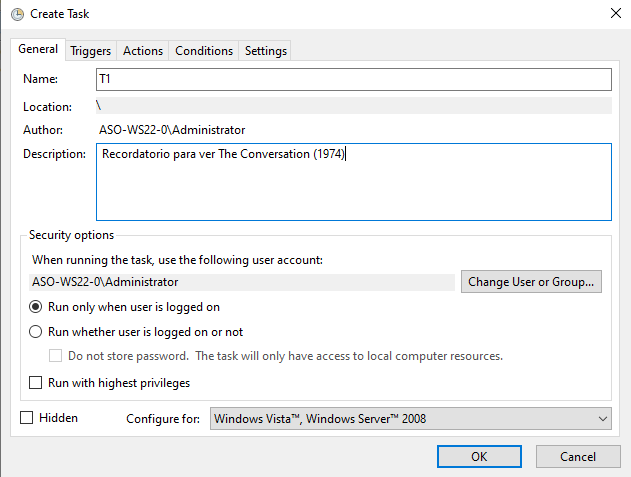 Create Task
General Triggers Actions Conditions Settings
Name: T1
Location: \
Author: ASO-WS22-0\Administrator
Description: Recordatorio para ver The Conversation (1974)
Security options
When running the task, use the following user account:
ASO-WS22-0\Administrator Change User or Group...
Run only when user is logged on
Run whether user is logged on or not
Do not store password. The task will only have access to local computer resources.
Run with highest privileges
Hidden Configure for: Windows Vista™, Windows Server™ 2008
OK Cancel